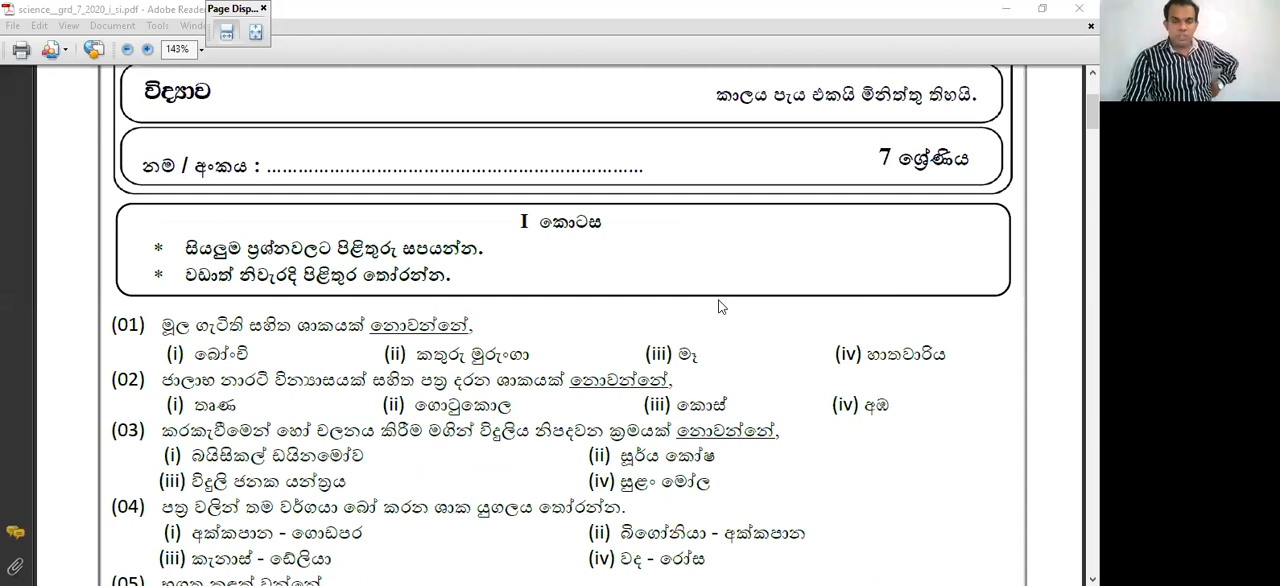 science__grd_7_2020_i_si.pdf - Adobe Reader
Page Disp...
File Edit View Document Tools Window
143%
විද්‍යාව
කාලය පැය එකයි මිනිත්තු තිහයි.
නම / අංකය : ....................................................................
7 ශ්‍රේණිය
I කොටස
* සියලුම ප්‍රශ්නවලට පිළිතුරු සපයන්න.
* වඩාත් නිවැරදි පිළිතුර තෝරන්න.
(01) මූල ගැටිති සහිත ශාකයක් නොවන්නේ,
(i) බෝංචි (ii) කතුරු මුරුංගා (iii) මෑ (iv) හාතවාරිය
(02) ජාලාභ නාරටි වින්‍යාසයක් සහිත පත්‍ර දරන ශාකයක් නොවන්නේ,
(i) තෘණ (ii) ගොටුකොල (iii) කොස් (iv) අඹ
(03) කරකැවීමෙන් හෝ චලනය කිරීම මගින් විදුලිය නිපදවන ක්‍රමයක් නොවන්නේ,
(i) බයිසිකල් ඩයිනමෝව (ii) සූර්ය කෝෂ
(iii) විදුලි ජනක යන්ත්‍රය (iv) සුළං මෝල
(04) පත්‍ර වලින් තම වර්ගයා බෝ කරන ශාක යුගලය තෝරන්න.
(i) අක්කපාන - ගොඩපර (ii) බිගෝනියා - අක්කපාන
(iii) කැනාස් - ඩේලියා (iv) වද - රෝස
(05)